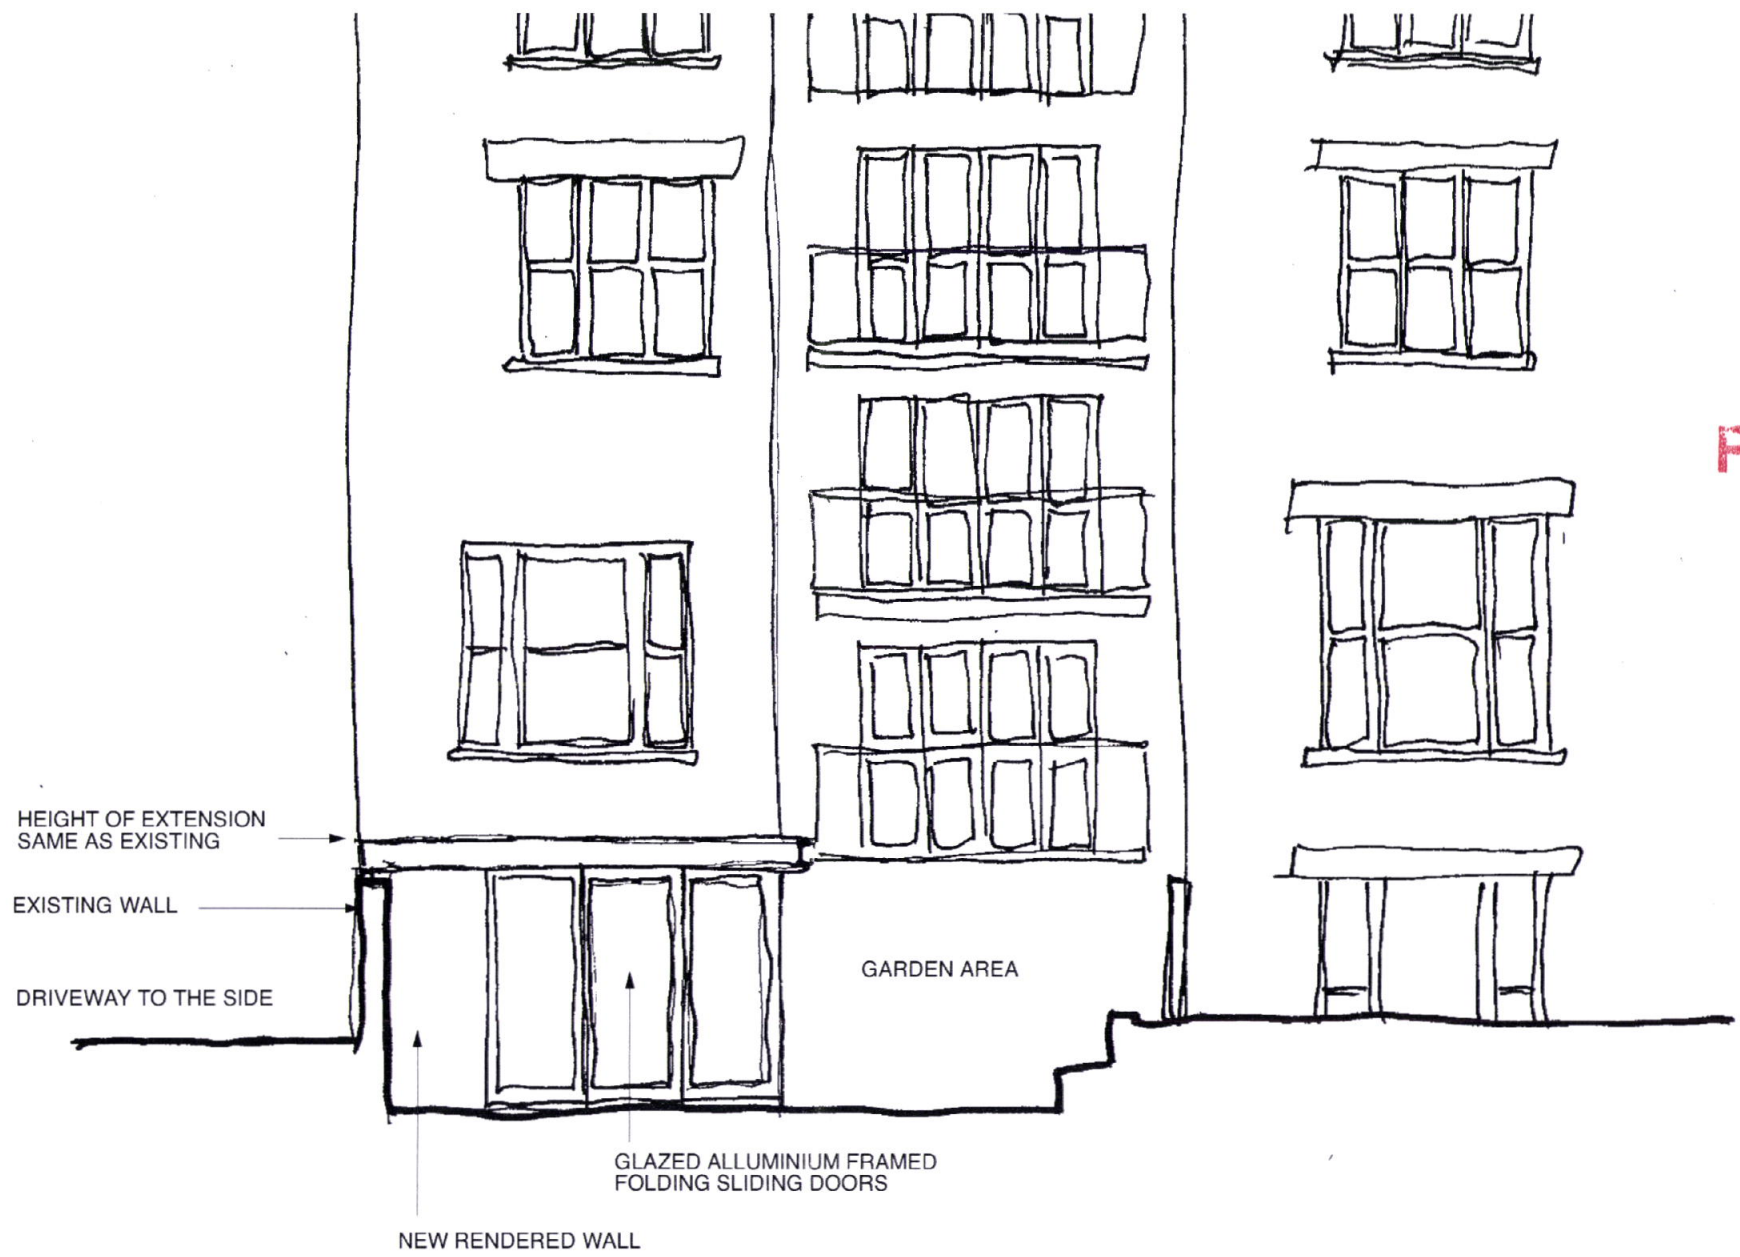 HEIGHT OF EXTENSION
SAME AS EXISTING
EXISTING WALL
DRIVEWAY TO THE SIDE
GARDEN AREA
GLAZED ALLUMINIUM FRAMED
FOLDING SLIDING DOORS
NEW RENDERED WALL